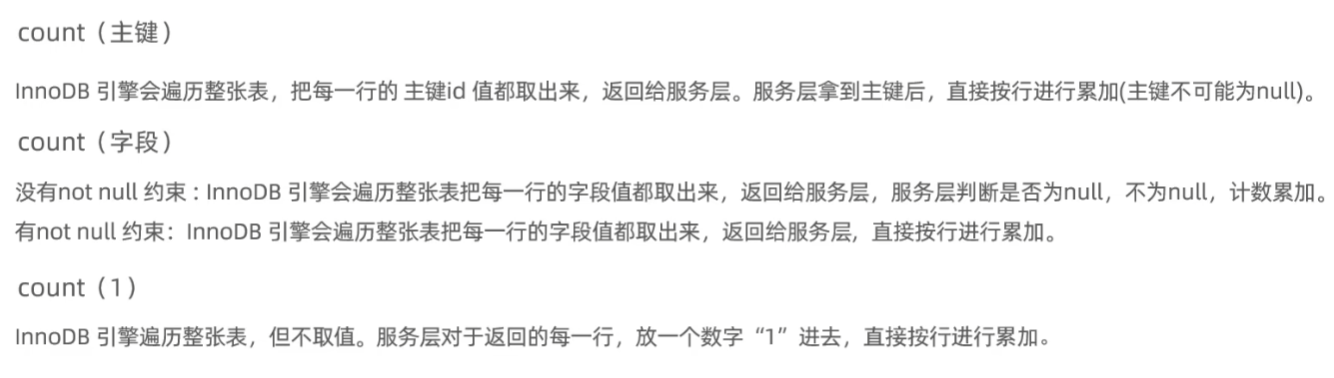 count（主键）
InnoDB 引擎会遍历整张表，把每一行的 主键id 值都取出来，返回给服务层。服务层拿到主键后，直接按行进行累加(主键不可能为null)。
count（字段）
没有not null 约束 : InnoDB 引擎会遍历整张表把每一行的字段值都取出来，返回给服务层，服务层判断是否为null，不为null，计数累加。
有not null 约束：InnoDB 引擎会遍历整张表把每一行的字段值都取出来，返回给服务层，直接按行进行累加。
count（1）
InnoDB 引擎遍历整张表，但不取值。服务层对于返回的每一行，放一个数字“1”进去，直接按行进行累加。